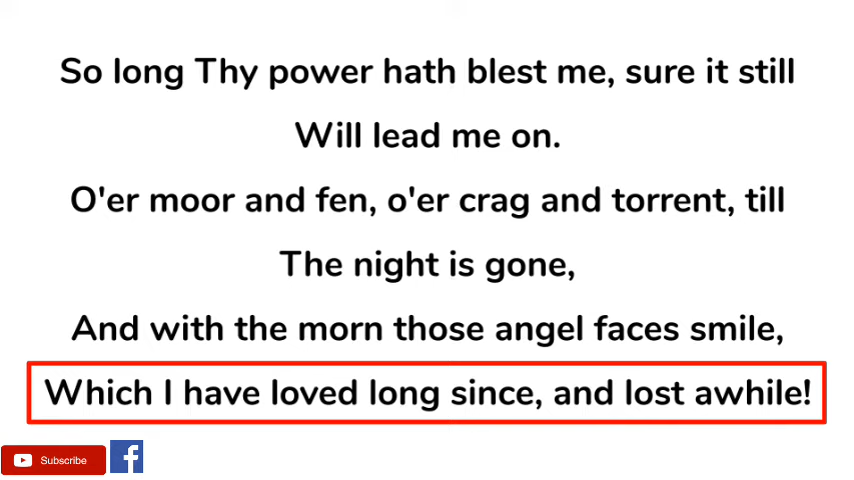 So long Thy power hath blest me, sure it still
Will lead me on.
O'er moor and fen, o'er crag and torrent, till
The night is gone,
And with the morn those angel faces smile,
Which I have loved long since, and lost awhile!
Subscribe